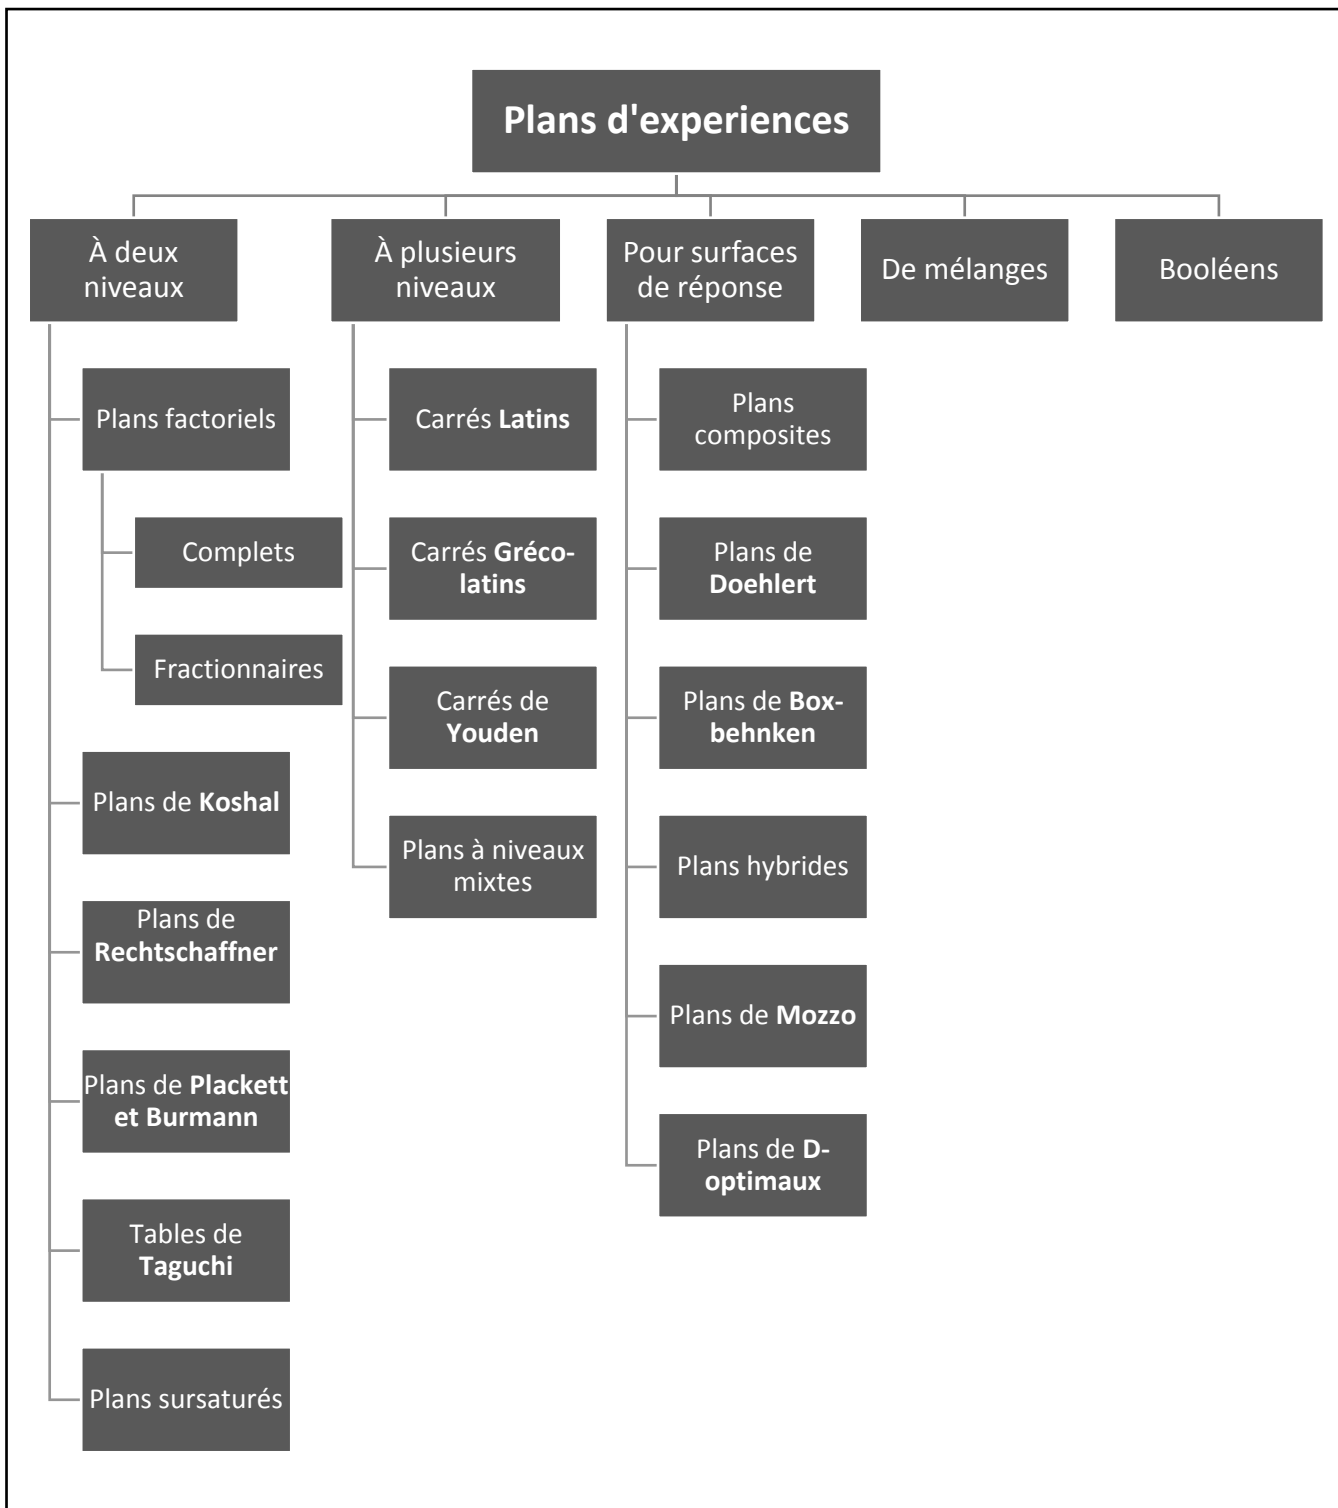 Plans d'experiences
À deux
niveaux
À plusieurs
niveaux
Pour surfaces
de réponse
De mélanges
Booléens
Plans factoriels
Complets
Fractionnaires
Plans de Koshal
Plans de
Rechtschaffner
Plans de Plackett
et Burmann
Tables de
Taguchi
Plans sursaturés
Carrés Latins
Carrés Gréco-
latins
Carrés de
Youden
Plans à niveaux
mixtes
Plans
composites
Plans de
Doehlert
Plans de Box-
behnken
Plans hybrides
Plans de Mozzo
Plans de D-
optimaux